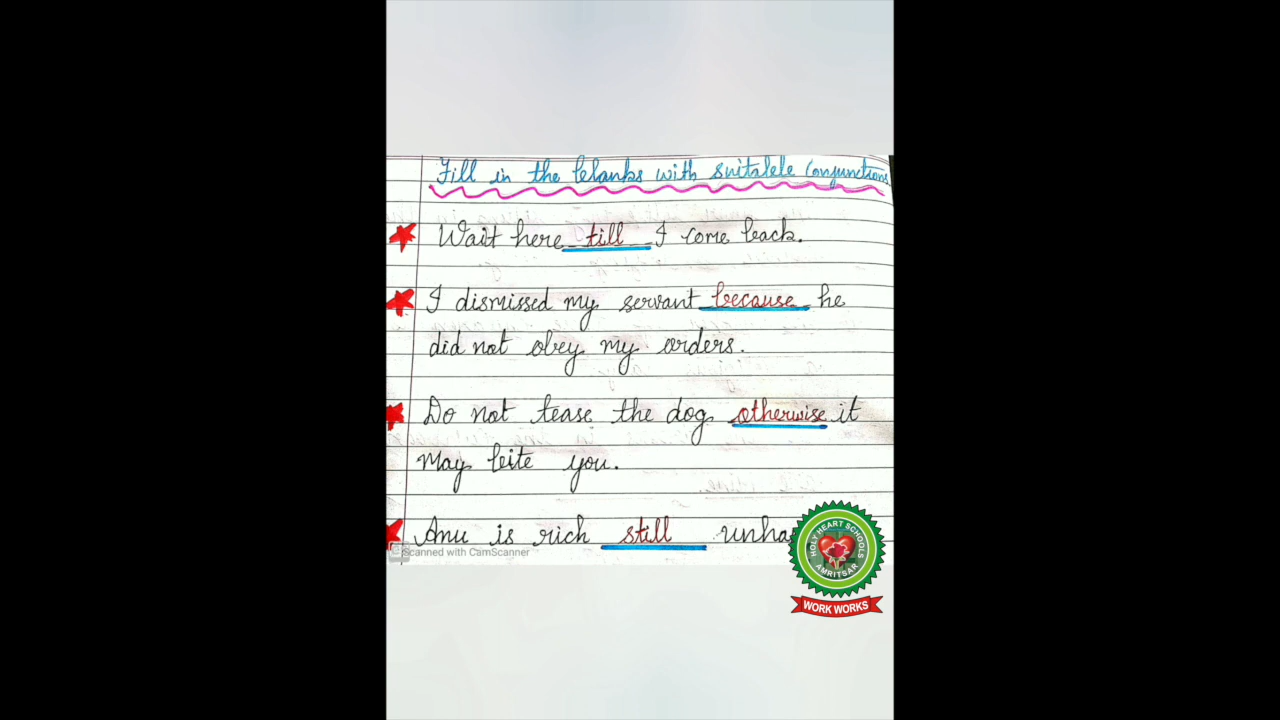 Fill in the blanks with suitable Conjunctions
Wait here till I come back.
I dismissed my servant because he
did not obey my orders.
Do not tease the dog otherwise it
may bite you.
Anu is rich still
Scanned with CamScanner
HOLY HEART SCHOOLS
AMRITSAR
WORK WORKS